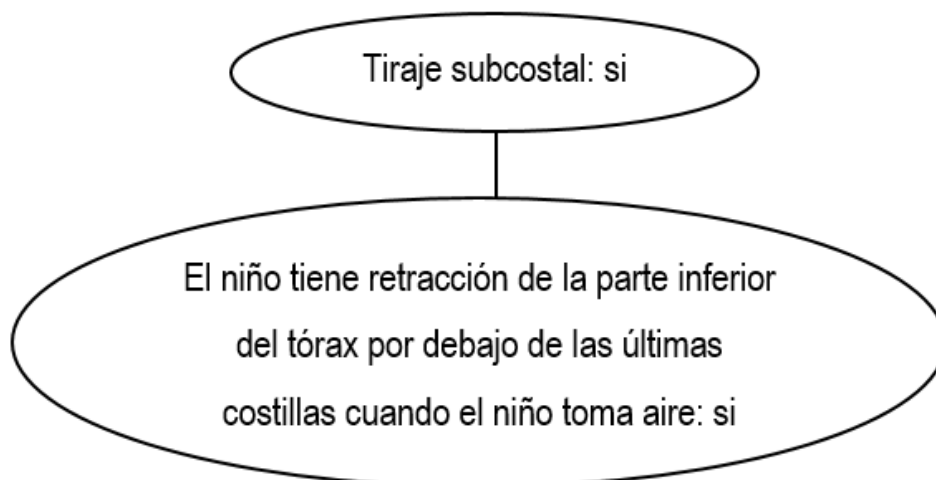 Tiraje subcostal: si
El niño tiene retracción de la parte inferior
del tórax por debajo de las últimas
costillas cuando el niño toma aire: si